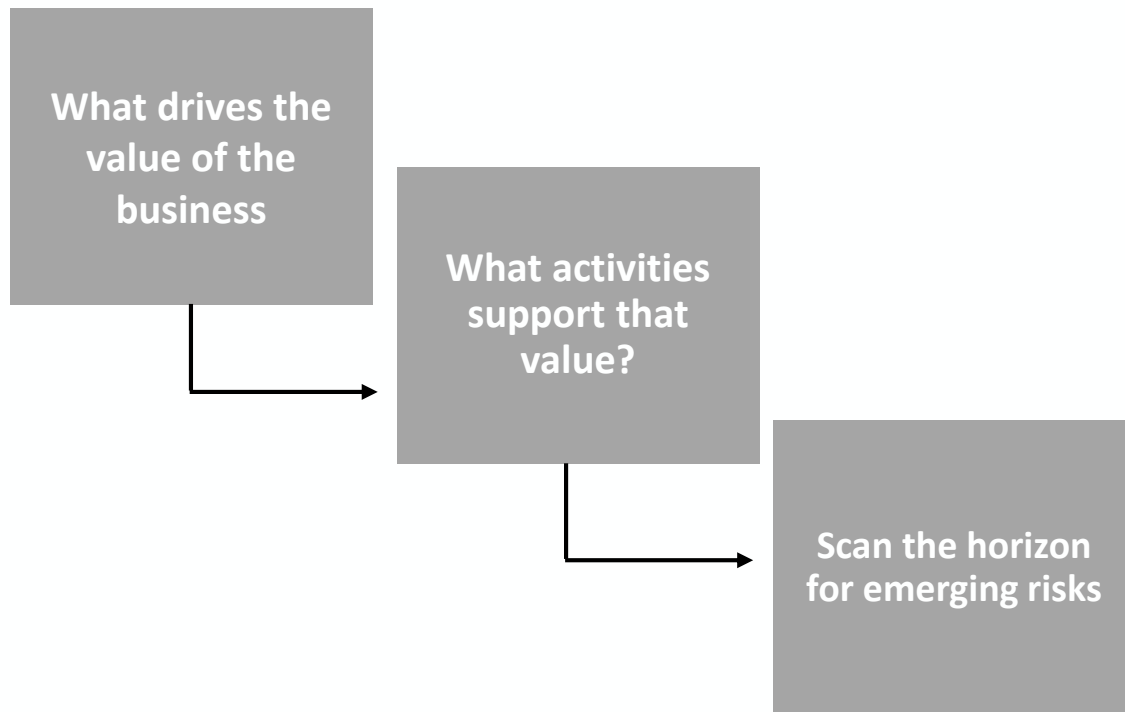 What drives the
value of the
business
What activities
support that
value?
Scan the horizon
for emerging risks